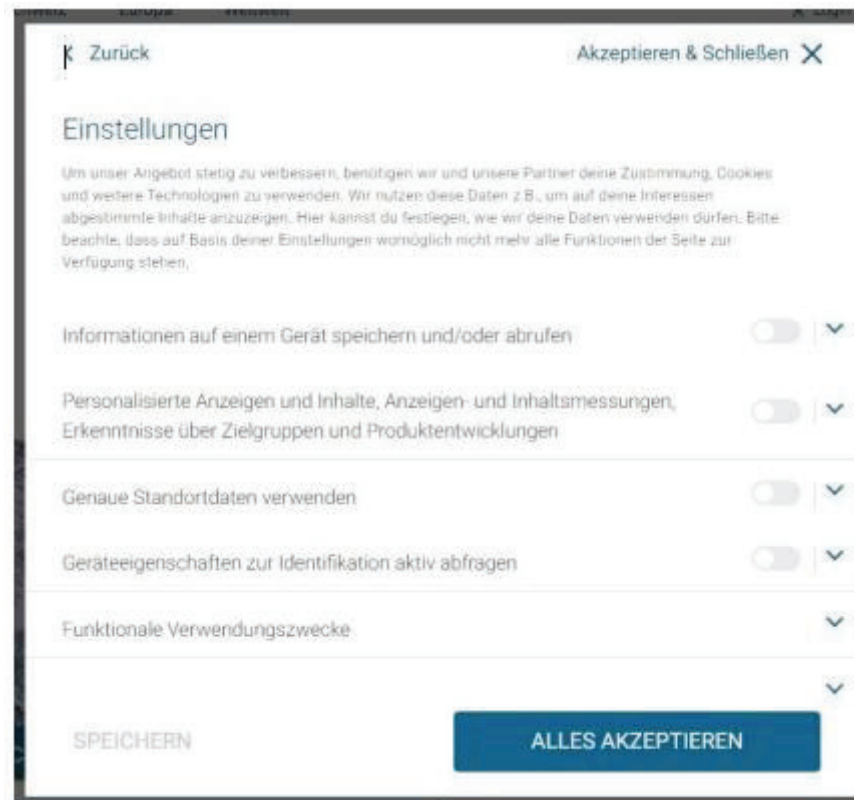 Europa
Zurück
Akzeptieren & Schließen
Einstellungen
Um unser Angebot stetig zu verbessern, benötigen wir und unsere Partner deine Zustimmung, Cookies
und weitere Technologien zu verwenden. Wir nutzen diese Daten z.B., um auf deine Interessen
abgestimmte Inhalte anzuzeigen. Hier kannst du festlegen, wie wir deine Daten verwenden dürfen. Bitte
beachte, dass auf Basis deiner Einstellungen womöglich nicht mehr alle Funktionen der Seite zur
Verfügung stehen.
Informationen auf einem Gerät speichern und/oder abrufen
Personalisierte Anzeigen und Inhalte, Anzeigen- und Inhaltsmessungen,
Erkenntnisse über Zielgruppen und Produktentwicklungen
Genaue Standortdaten verwenden
Geräteeigenschaften zur Identifikation aktiv abfragen
Funktionale Verwendungszwecke
SPEICHERN
ALLES AKZEPTIEREN